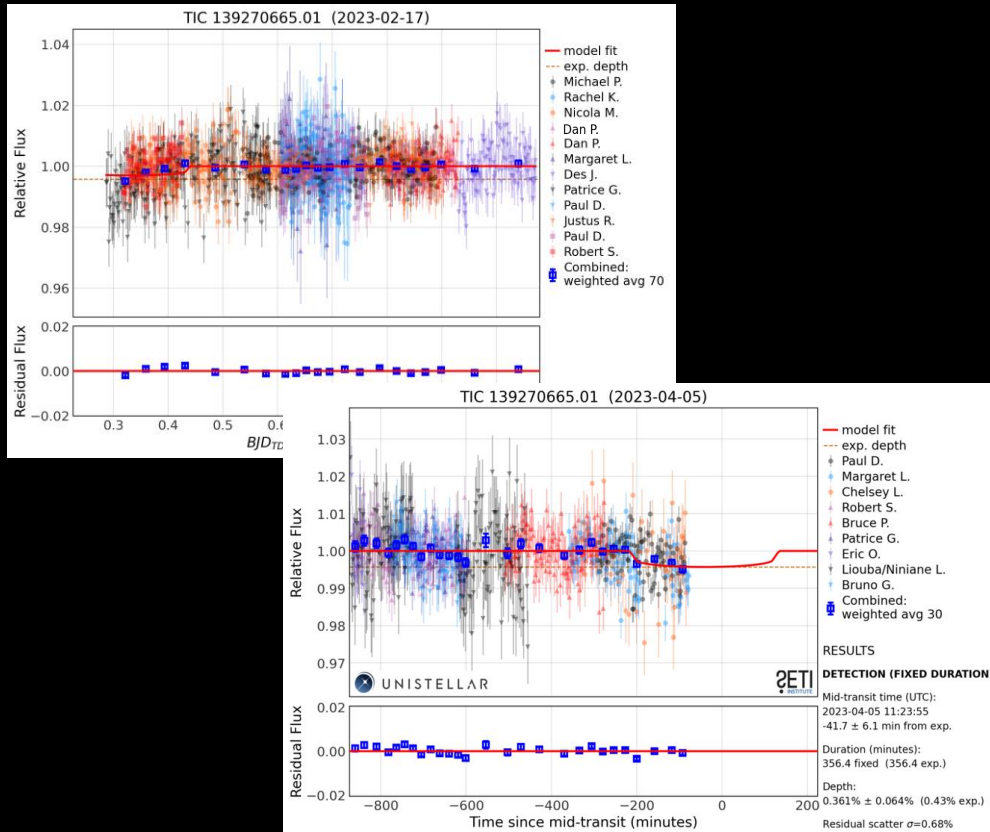 TIC 139270665.01 (2023-02-17)
1.04
1.02
1.00
0.98
0.96
Relative Flux
model fit
exp. depth
Michael P.
Rachel K.
Nicola M.
Dan P.
Dan P.
Margaret L.
Des J.
Patrice G.
Paul D.
Justus R.
Paul D.
Robert S.
Combined:
weighted avg 70
0.02
0.00
−0.02
Residual Flux
0.3 0.4 0.5
TIC 139270665.01 (2023-04-05)
1.03
1.02
1.01
1.00
0.99
0.98
0.97
Relative Flux
model fit
exp. depth
Paul D.
Margaret L.
Chelsey L.
Robert S.
Bruce P.
Patrice G.
Eric O.
Liouba/Niniane L.
Bruno G.
Combined:
weighted avg 30
UNISTELLAR
SETI
INSTITUTE
0.02
0.00
−0.02
Residual Flux
−800 −600 −400 −200 0 200
Time since mid-transit (minutes)
RESULTS
DETECTION (FIXED DURATION
Mid-transit time (UTC):
2023-04-05 11:23:55
-41.7 ± 6.1 min from exp.
Duration (minutes):
356.4 fixed (356.4 exp.)
Depth:
0.361% ± 0.064% (0.43% exp.)
Residual scatter σ=0.68%